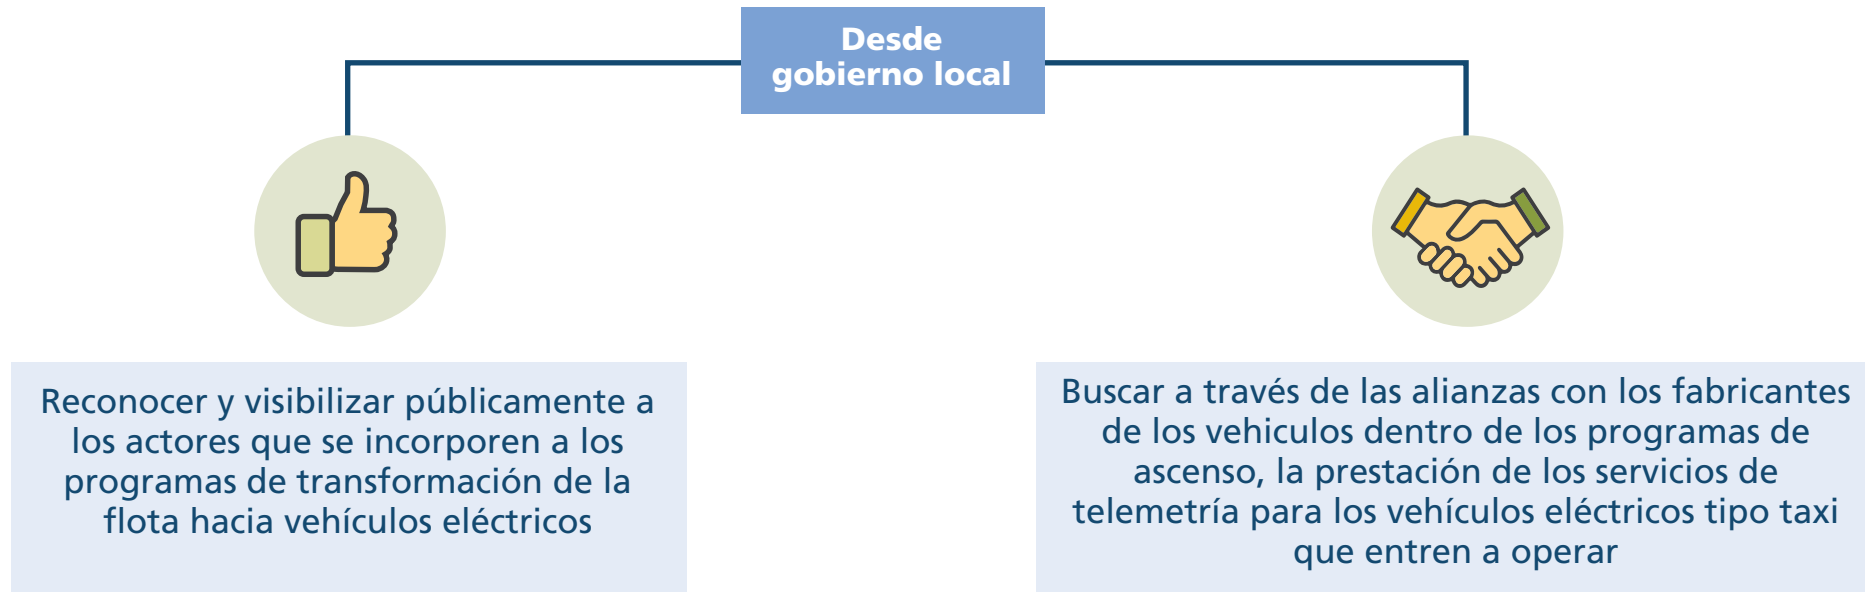 Desde
gobierno local
Reconocer y visibilizar públicamente a
los actores que se incorporen a los
programas de transformación de la
flota hacia vehículos eléctricos
Buscar a través de las alianzas con los fabricantes
de los vehiculos dentro de los programas de
ascenso, la prestación de los servicios de
telemetría para los vehículos eléctricos tipo taxi
que entren a operar